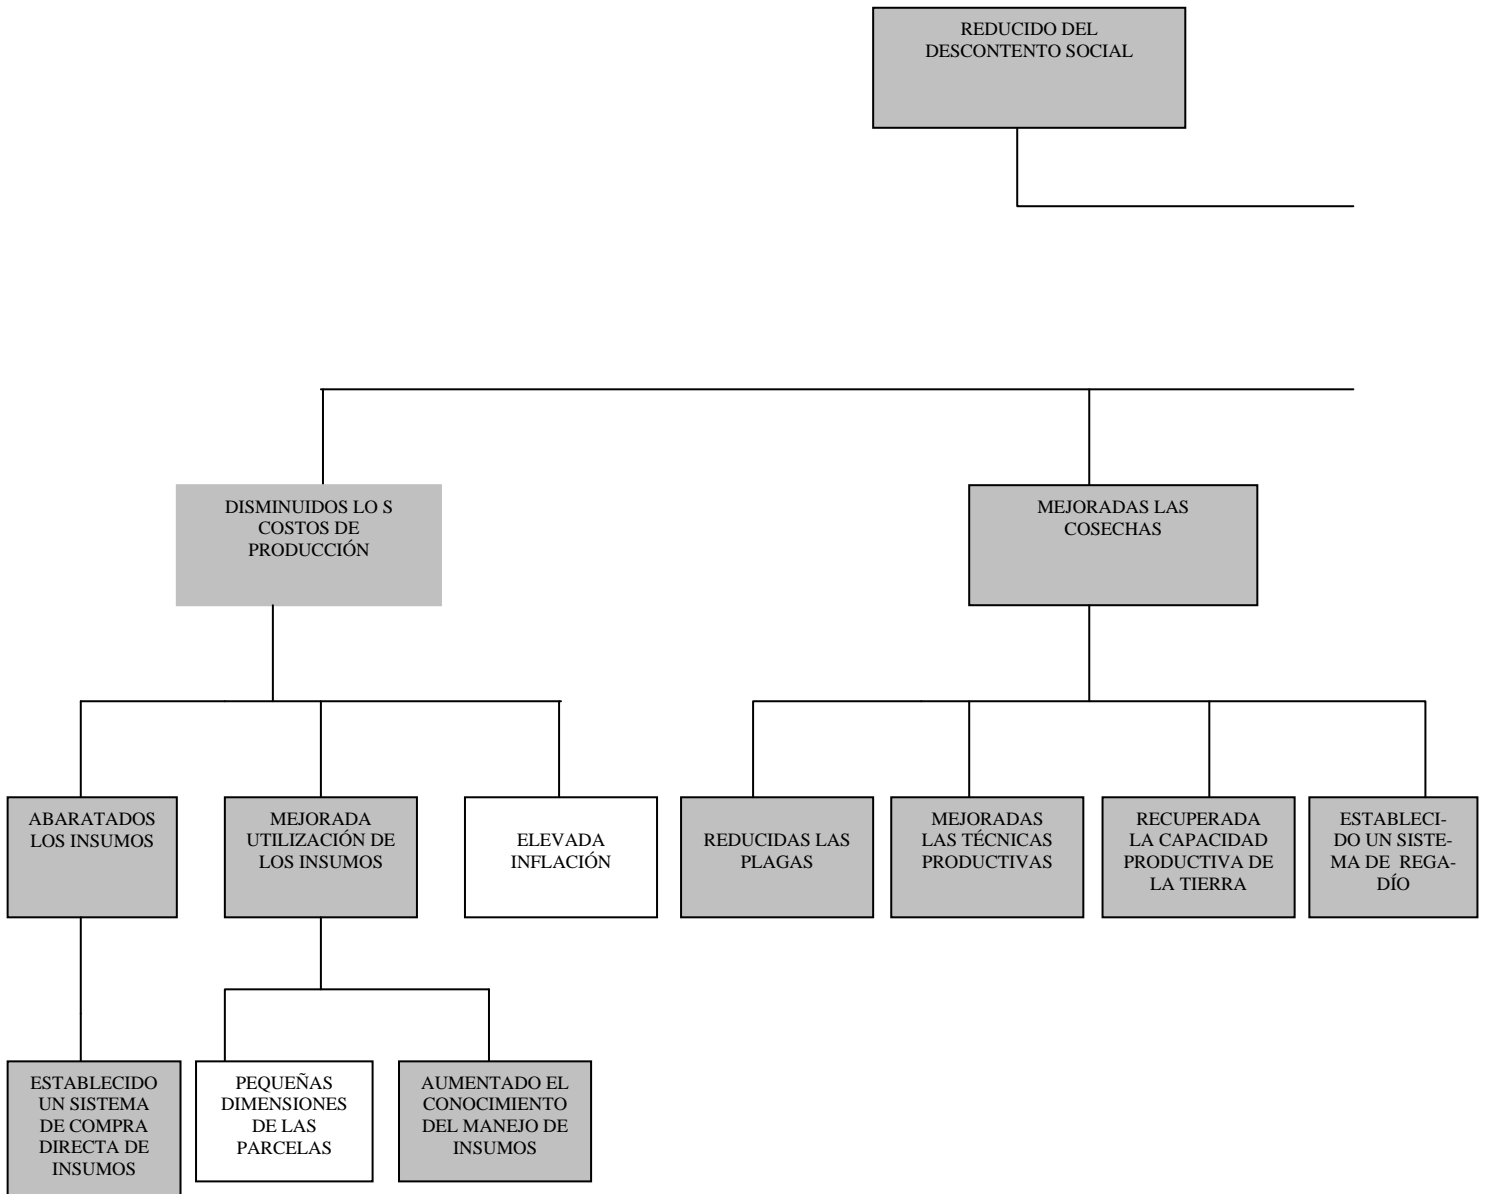 REDUCIDO DEL
DESCONTENTO SOCIAL
DISMINUIDOS LO S
COSTOS DE
PRODUCCIÓN
MEJORADAS LAS
COSECHAS
ABARATADOS
LOS INSUMOS
MEJORADA
UTILIZACIÓN DE
LOS INSUMOS
ELEVADA
INFLACIÓN
REDUCIDAS LAS
PLAGAS
MEJORADAS
LAS TÉCNICAS
PRODUCTIVAS
RECUPERADA
LA CAPACIDAD
PRODUCTIVA DE
LA TIERRA
ESTABLECI-
DO UN SISTE-
MA DE REGA-
DÍO
ESTABLECIDO
UN SISTEMA
DE COMPRA
DIRECTA DE
INSUMOS
PEQUEÑAS
DIMENSIONES
DE LAS
PARCELAS
AUMENTADO EL
CONOCIMIENTO
DEL MANEJO DE
INSUMOS